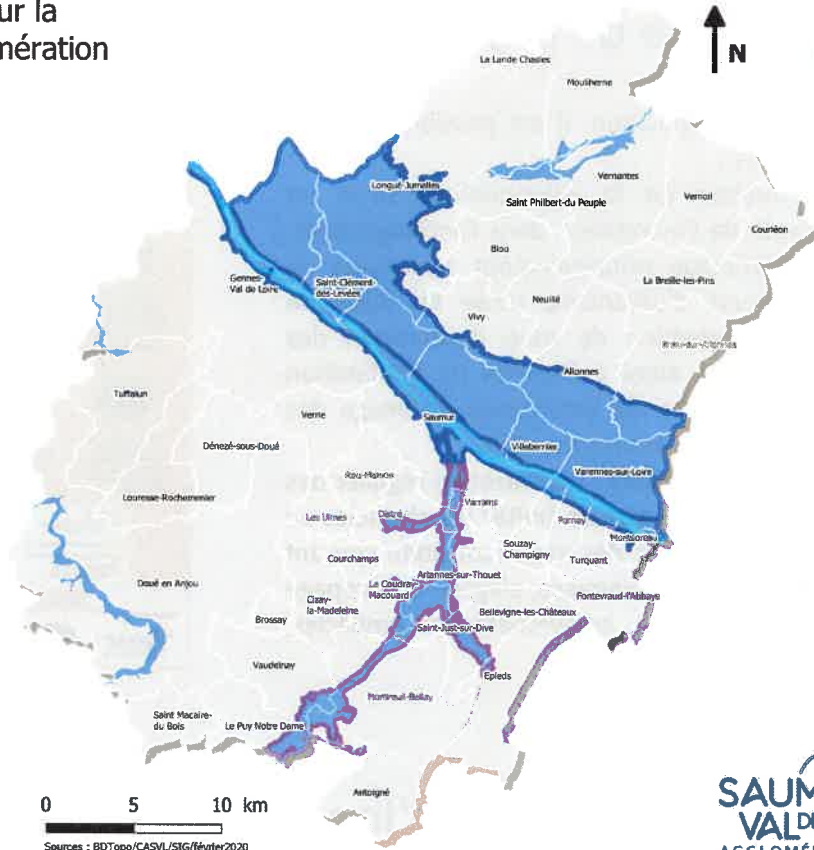 ur la
nération
N
La Lande Chasles
Mouliherne
Longué-Jumelles
Vernantes
Saint Philbert-du Peuple
Vernoil
Courléon
Blou
Gennes-
Val de Loire
Saint-Clément-
des-Levées
La Breille-les-Pins
Neuillé
Vivy
Allonnes
Tuffalun
Verrie
Saumur
Dénezé-sous-Doué
Villebernier
Varennes-sur-Loire
Rou-Marson
Louresse-Rochemenier
Varrains
Les Ulmes
Distré
Parnay
Montsoreau
Souzay-
Champigny
Courchamps
Turquant
Artannes-sur-Thouet
Doué en Anjou
Le Coudray-
Macouard
Fontevraud-l'Abbaye
Cizay-
la-Madeleine
Bellevigne-les-Châteaux
Brossay
Saint-Just-sur-Dive
Vaudelnay
Epieds
Montreuil-Bellay
Saint Macaire-
du Bois
Le Puy Notre Dame
Antoigné
0 5 10 km
Sources : BDTopo/CASVL/SIG/février2020
SAUM
VAL DE
AGGLOMÉR